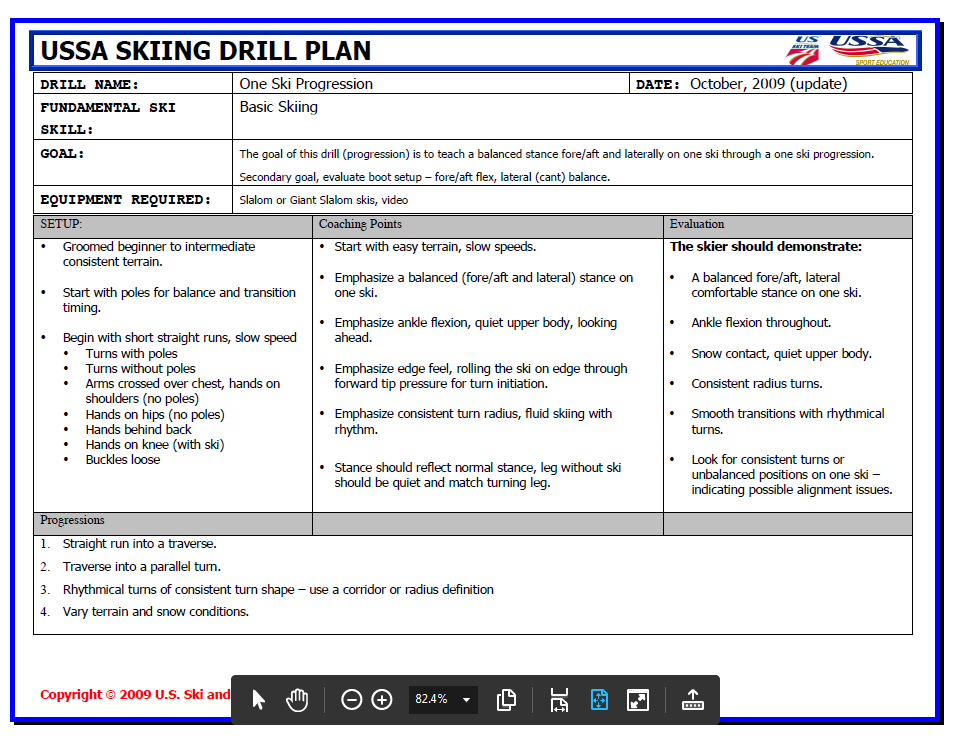 USSA SKIING DRILL PLAN
US
SKI TEAM
USSA
SPORT EDUCATION
DRILL NAME: One Ski Progression DATE: October, 2009 (update)
FUNDAMENTAL SKI Basic Skiing
SKILL:
GOAL: The goal of this drill (progression) is to teach a balanced stance fore/aft and laterally on one ski through a one ski progression.
Secondary goal, evaluate boot setup – fore/aft flex, lateral (cant) balance.
EQUIPMENT REQUIRED: Slalom or Giant Slalom skis, video
SETUP:
• Groomed beginner to intermediate
consistent terrain.
• Start with poles for balance and transition
timing.
• Begin with short straight runs, slow speed
• Turns with poles
• Turns without poles
• Arms crossed over chest, hands on
shoulders (no poles)
• Hands on hips (no poles)
• Hands behind back
• Hands on knee (with ski)
• Buckles loose
Coaching Points
• Start with easy terrain, slow speeds.
• Emphasize a balanced (fore/aft and lateral) stance on
one ski.
• Emphasize ankle flexion, quiet upper body, looking
ahead.
• Emphasize edge feel, rolling the ski on edge through
forward tip pressure for turn initiation.
• Emphasize consistent turn radius, fluid skiing with
rhythm.
• Stance should reflect normal stance, leg without ski
should be quiet and match turning leg.
Evaluation
The skier should demonstrate:
• A balanced fore/aft, lateral
comfortable stance on one ski.
• Ankle flexion throughout.
• Snow contact, quiet upper body.
• Consistent radius turns.
• Smooth transitions with rhythmical
turns.
• Look for consistent turns or
unbalanced positions on one ski –
indicating possible alignment issues.
Progressions
1. Straight run into a traverse.
2. Traverse into a parallel turn.
3. Rhythmical turns of consistent turn shape – use a corridor or radius definition
4. Vary terrain and snow conditions.
Copyright © 2009 U.S. Ski and
82.4%